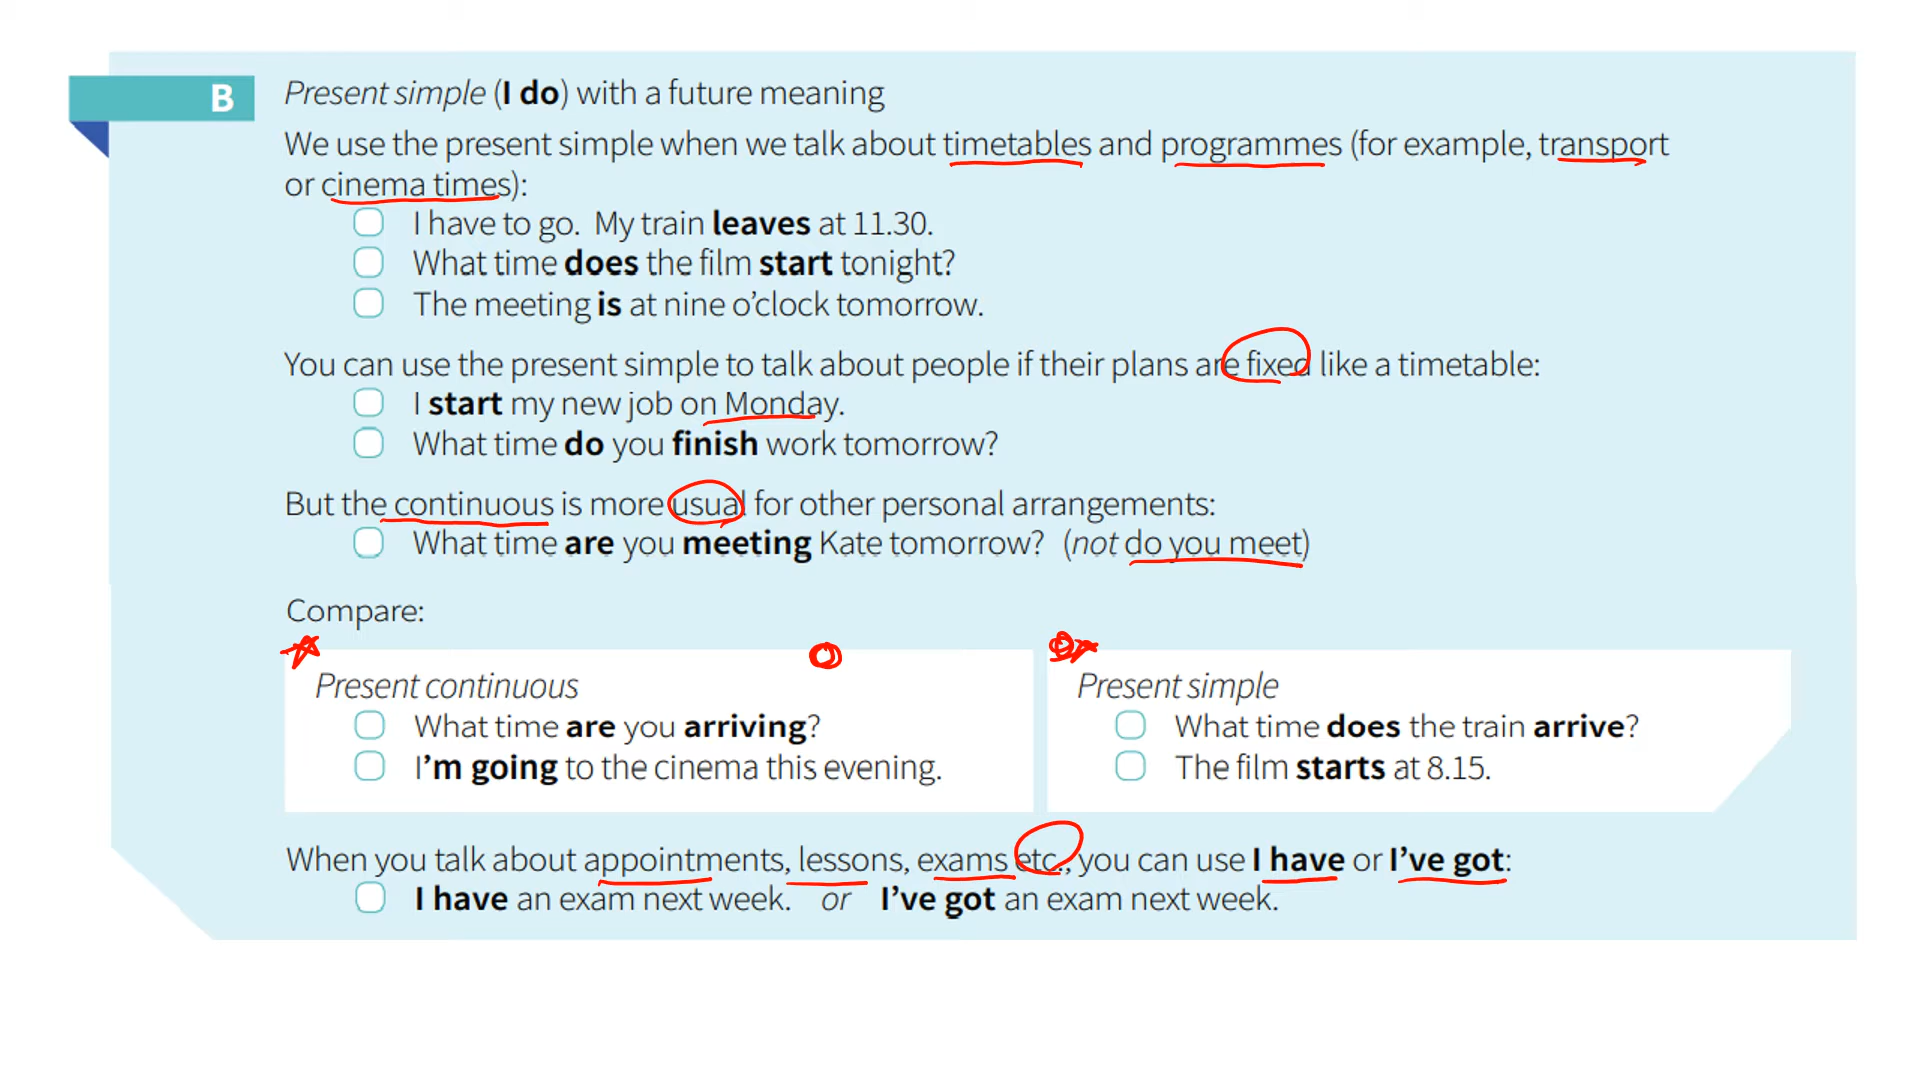 B
Present simple (I do) with a future meaning
We use the present simple when we talk about timetables and programmes (for example, transport
or cinema times):
I have to go. My train leaves at 11.30.
What time does the film start tonight?
The meeting is at nine o’clock tomorrow.
You can use the present simple to talk about people if their plans are fixed like a timetable:
I start my new job on Monday.
What time do you finish work tomorrow?
But the continuous is more usual for other personal arrangements:
What time are you meeting Kate tomorrow? (not do you meet)
Compare:
Present continuous
What time are you arriving?
I’m going to the cinema this evening.
Present simple
What time does the train arrive?
The film starts at 8.15.
When you talk about appointments, lessons, exams etc., you can use I have or I’ve got:
I have an exam next week. or I’ve got an exam next week.